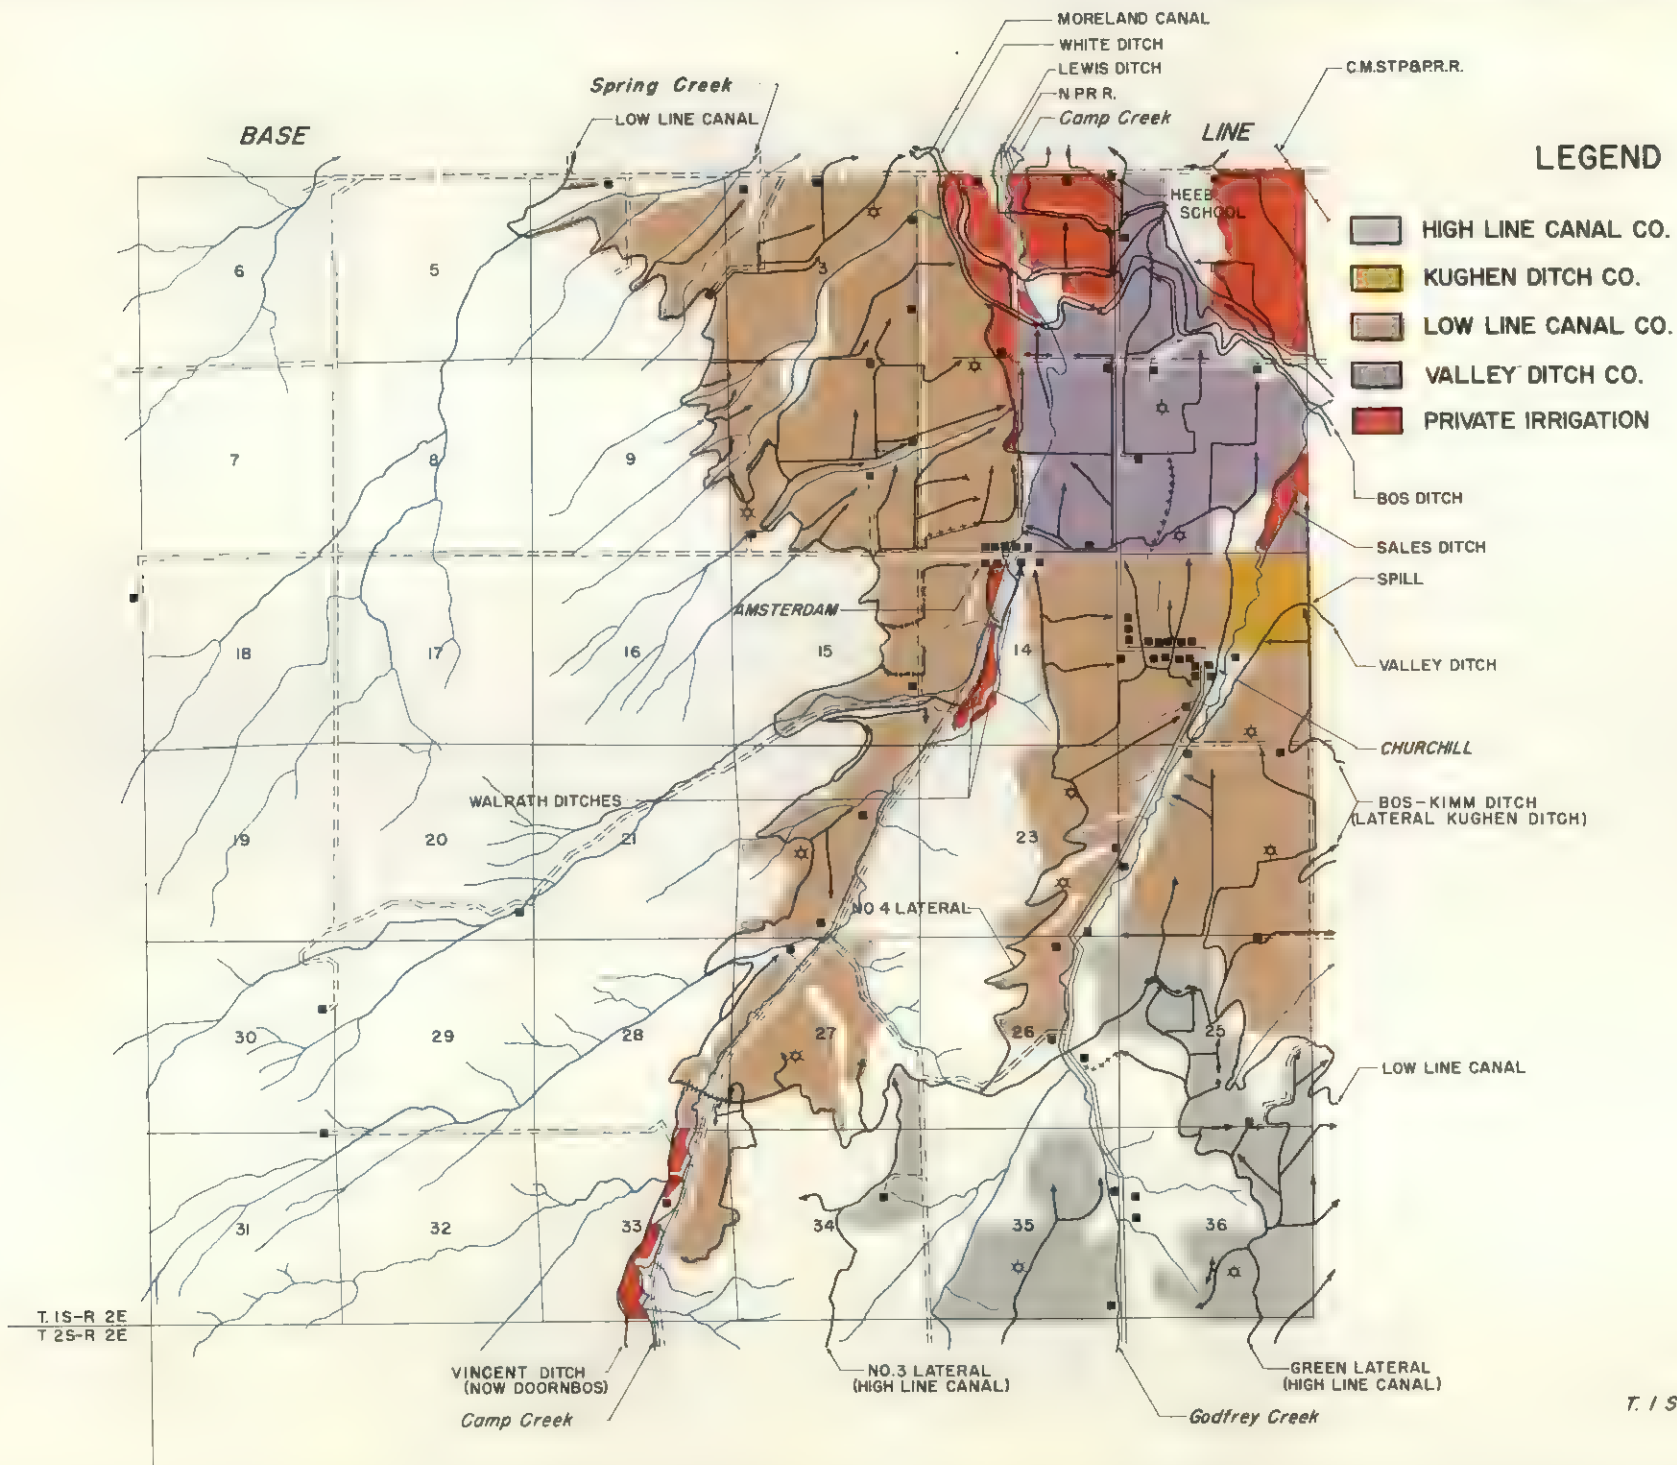 MORELAND CANAL
WHITE DITCH
LEWIS DITCH
N.P.R.R.
Camp Creek
C.M.STP.&P.R.R.
Spring Creek
LOW LINE CANAL
BASE
LINE
LEGEND
HIGH LINE CANAL CO.
KUGHEN DITCH CO.
LOW LINE CANAL CO.
VALLEY DITCH CO.
PRIVATE IRRIGATION
HEEB
SCHOOL
6
5
3
7
8
9
BOS DITCH
SALES DITCH
SPILL
AMSTERDAM
18
17
16
15
14
VALLEY DITCH
CHURCHILL
WALRATH DITCHES
BOS-KIMM DITCH
(LATERAL KUGHEN DITCH)
19
20
21
23
NO 4 LATERAL
30
29
28
27
26
25
LOW LINE CANAL
31
32
33
34
35
36
T. 1S-R 2E
T 2S-R 2E
VINCENT DITCH
(NOW DOORNBOS)
Camp Creek
NO.3 LATERAL
(HIGH LINE CANAL)
GREEN LATERAL
(HIGH LINE CANAL)
Godfrey Creek
T. 1 S